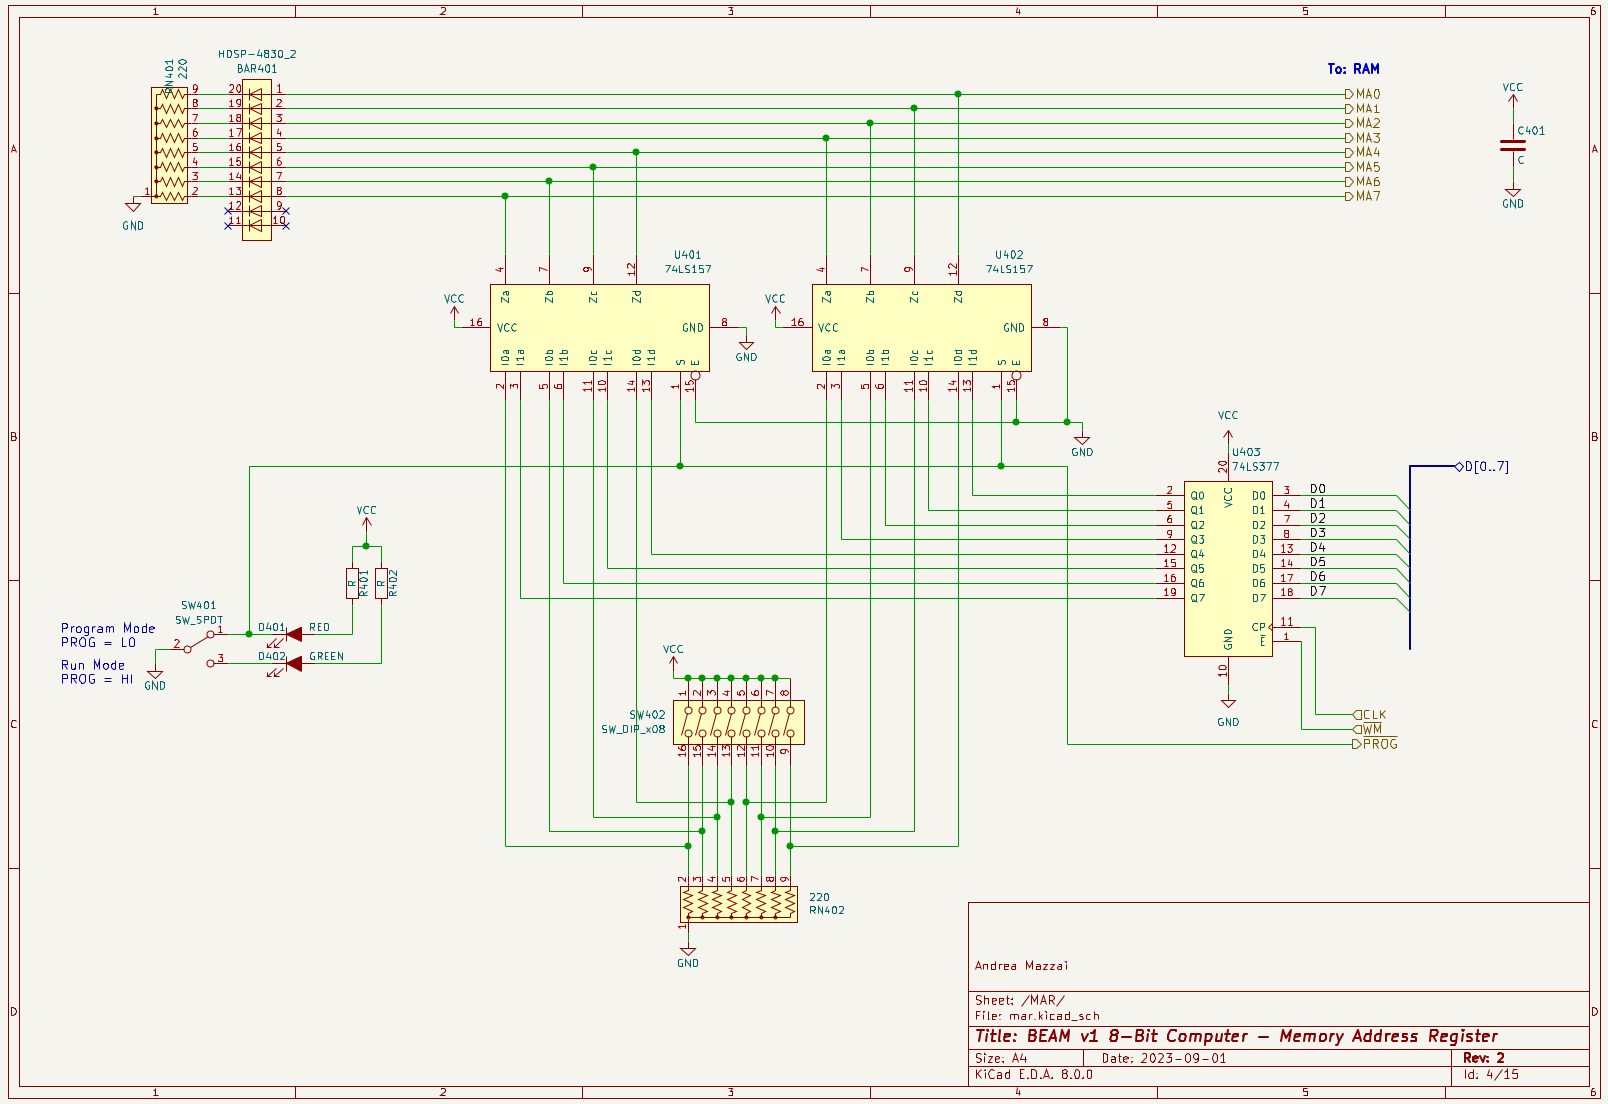 1 2 3 4 5 6
A B C D
HDSP-4830_2
BAR401
RN401
220
9 20 1
8 19 2
7 18 3
6 17 4
5 16 5
4 15 6
3 14 7
1 2 13 8
12 9
11 10
GND
To: RAM
MA0
MA1
MA2
MA3
MA4
MA5
MA6
MA7
VCC
C401
C
GND
U401
74LS157
4 7 9 12
Za Zb Zc Zd
VCC
16 VCC
GND 8
GND
I0a I1a I0b I1b I0c I1c I0d I1d S E
2 3 5 6 11 10 14 13 1 15
U402
74LS157
4 7 9 12
Za Zb Zc Zd
VCC
16 VCC
GND 8
I0a I1a I0b I1b I0c I1c I0d I1d S E
2 3 5 6 11 10 14 13 1 15
GND
VCC
U403
74LS377
20
VCC
2 Q0 D0 3 D0
5 Q1 D1 4 D1
6 Q2 D2 7 D2
9 Q3 D3 8 D3
12 Q4 D4 13 D4
15 Q5 D5 14 D5
16 Q6 D6 17 D6
19 Q7 D7 18 D7
CP 11
E 1
GND
10
GND
D[0..7]
CLK
WM
PROG
VCC
R R401
R R402
SW401
SW_SPDT
1
2
3
GND
D401 RED
D402 GREEN
Program Mode
PROG = LO
Run Mode
PROG = HI
VCC
1 2 3 4 5 6 7 8
SW402
SW_DIP_x08
16 15 14 13 12 11 10 9
2 3 4 5 6 7 8 9
220
RN402
1
GND
Andrea Mazzai
Sheet: /MAR/
File: mar.kicad_sch
Title: BEAM v1 8-Bit Computer – Memory Address Register
Size: A4 Date: 2023-09-01 Rev: 2
KiCad E.D.A. 8.0.0 Id: 4/15
1 2 3 4 5 6
A B C D